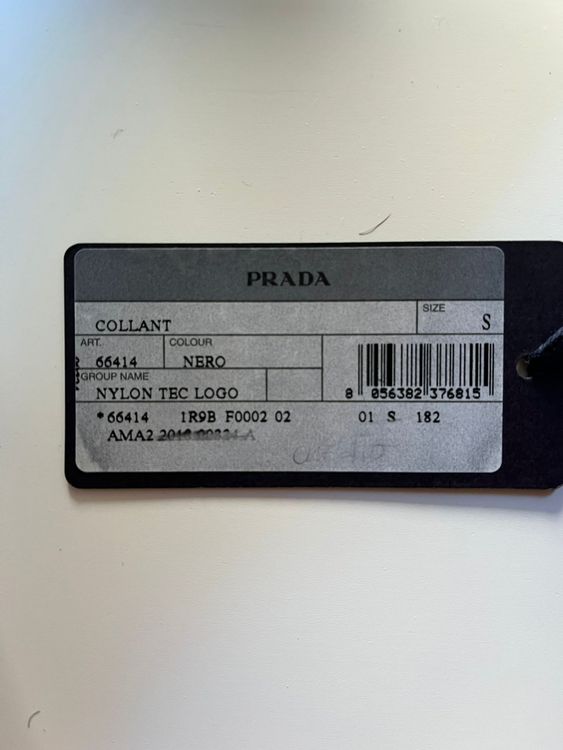 PRADA
SIZE
COLLANT S
ART. COLOUR
66414 NERO
GROUP NAME
NYLON TEC LOGO
8 056382 376815
*66414 1R9B F0002 02 01 S 182
AMA2